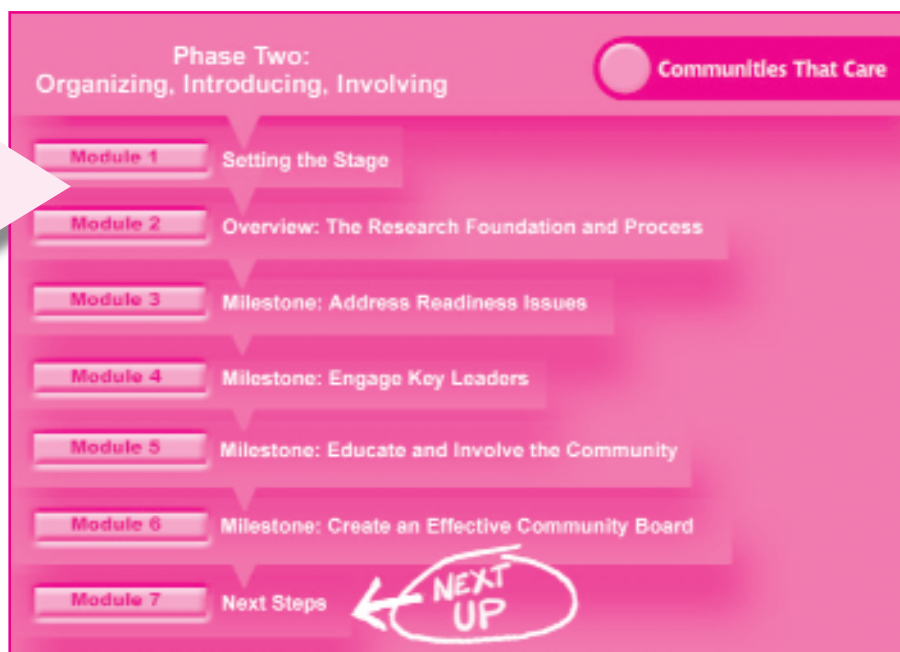 Phase Two:
Organizing, Introducing, Involving
Communities That Care
Module 1 Setting the Stage
Module 2 Overview: The Research Foundation and Process
Module 3 Milestone: Address Readiness Issues
Module 4 Milestone: Engage Key Leaders
Module 5 Milestone: Educate and Involve the Community
Module 6 Milestone: Create an Effective Community Board
Module 7 Next Steps
NEXT
UP